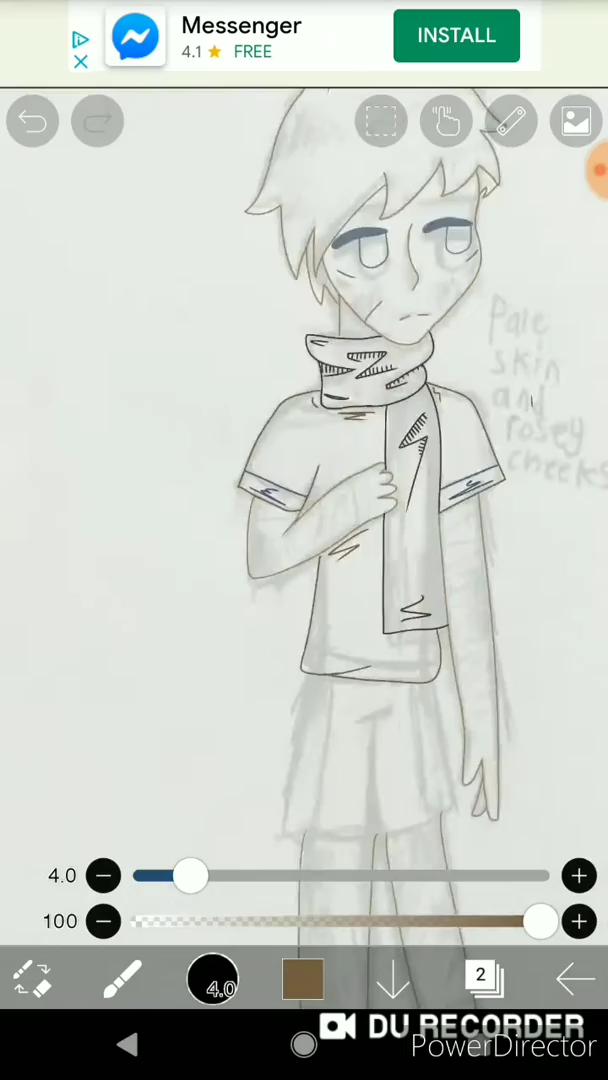 Messenger
4.1 FREE
INSTALL
Pale
skin
and
rosey
cheeks
4.0
100
4.0
2
DU RECORDER
PowerDirector